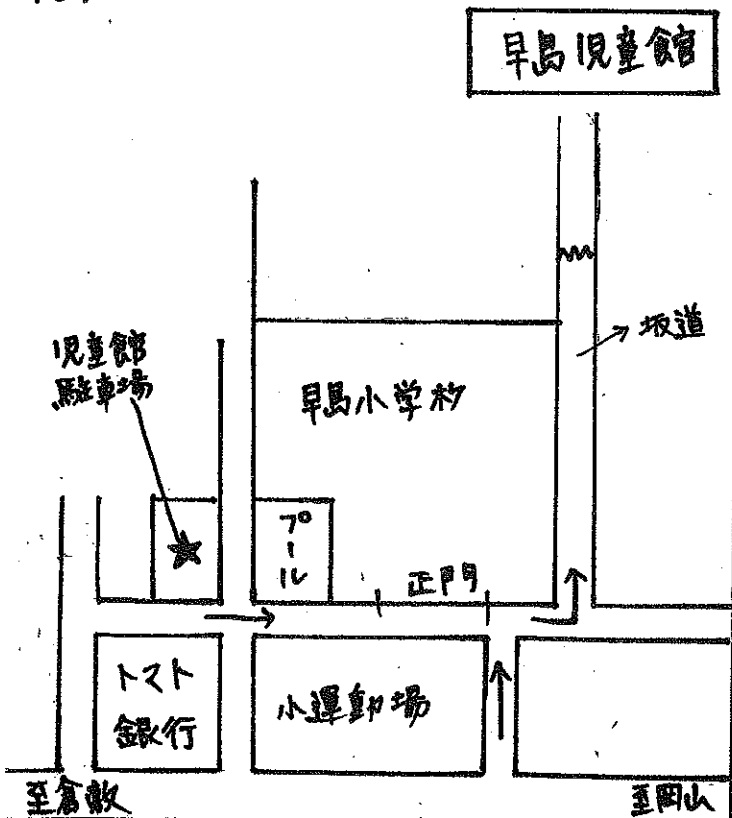 早島児童館
坂道
児童館
駐車場
早島小学校
プール
正門
トマト
銀行
小運動場
至倉敷
至岡山